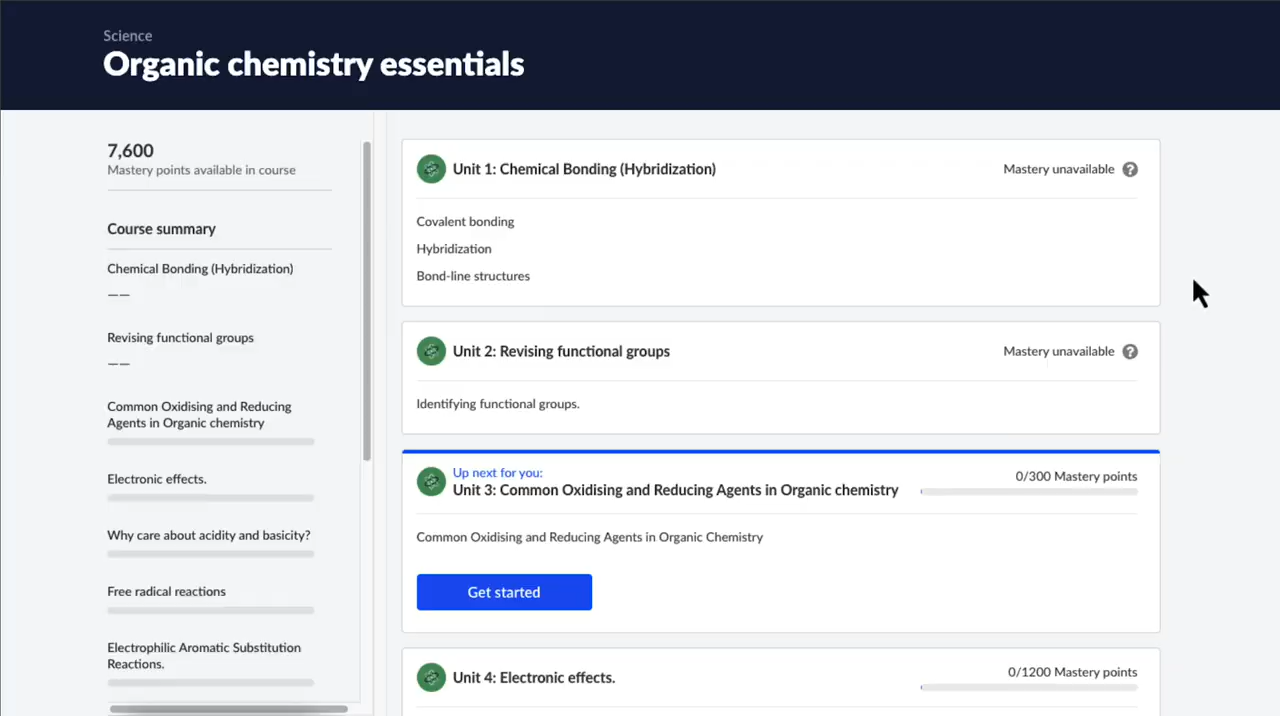 Science
Organic chemistry essentials
7,600
Mastery points available in course
Course summary
Chemical Bonding (Hybridization)
——
Revising functional groups
——
Common Oxidising and Reducing
Agents in Organic chemistry
Electronic effects.
Why care about acidity and basicity?
Free radical reactions
Electrophilic Aromatic Substitution
Reactions.
Unit 1: Chemical Bonding (Hybridization)
Mastery unavailable ?
Covalent bonding
Hybridization
Bond-line structures
Unit 2: Revising functional groups
Mastery unavailable ?
Identifying functional groups.
Up next for you:
Unit 3: Common Oxidising and Reducing Agents in Organic chemistry
0/300 Mastery points
Common Oxidising and Reducing Agents in Organic Chemistry
Get started
Unit 4: Electronic effects.
0/1200 Mastery points